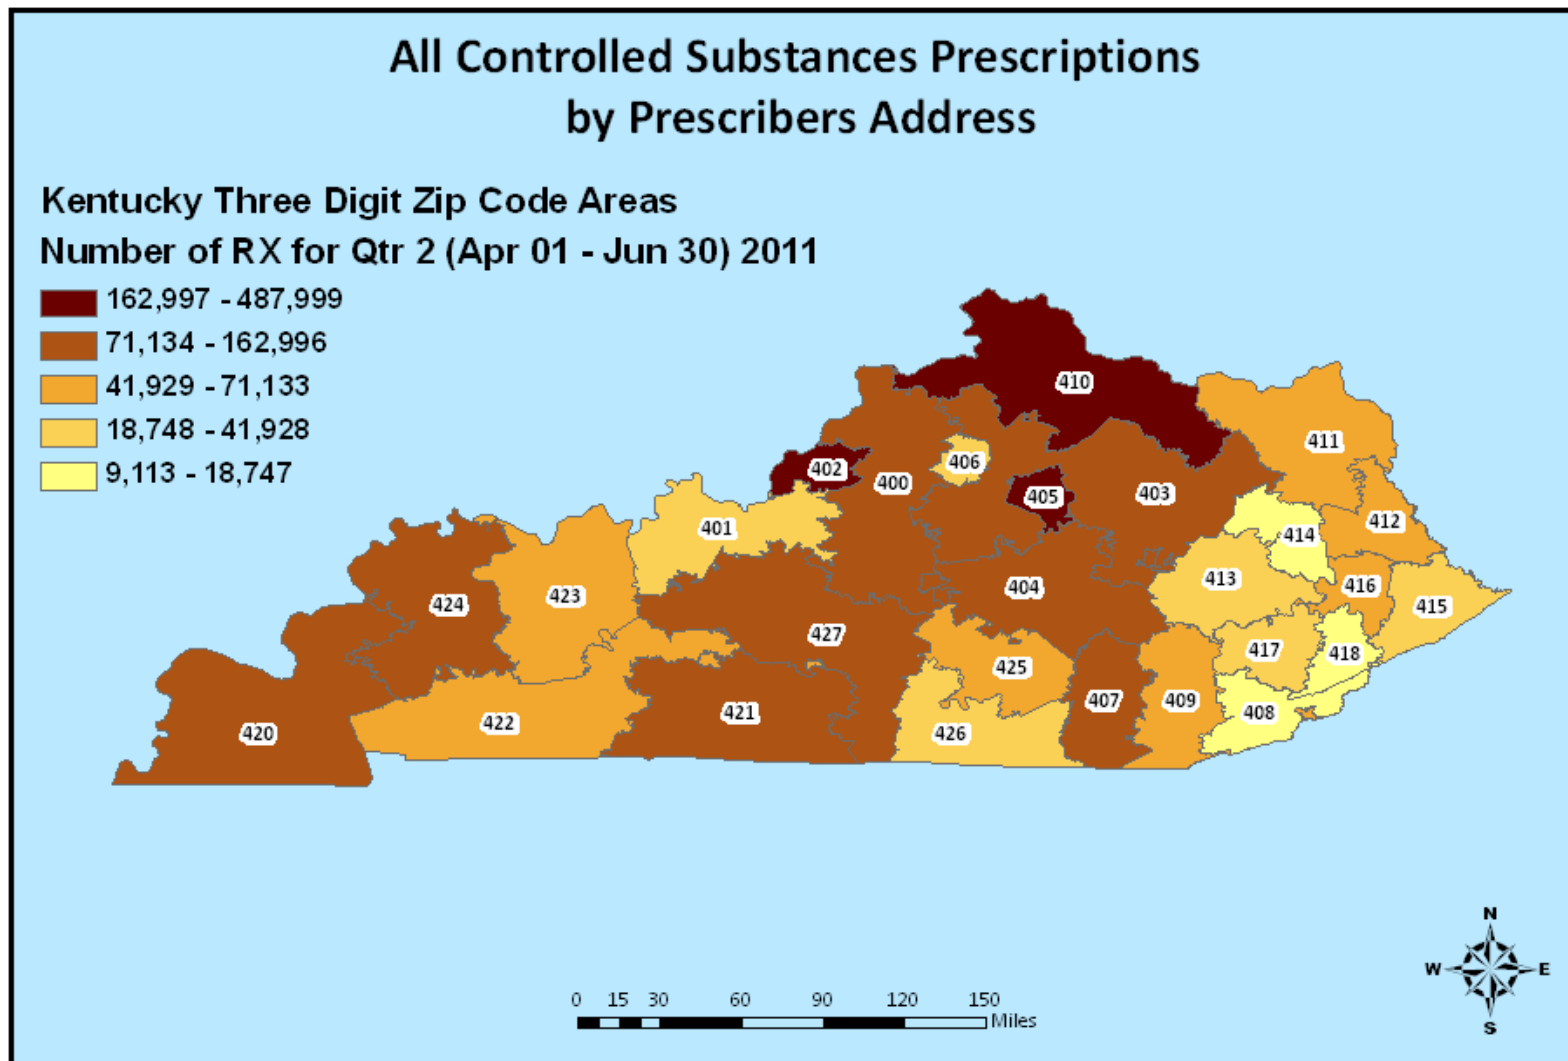 All Controlled Substances Prescriptions
by Prescribers Address
Kentucky Three Digit Zip Code Areas
Number of RX for Qtr 2 (Apr 01 - Jun 30) 2011
162,997 - 487,999
71,134 - 162,996
41,929 - 71,133
18,748 - 41,928
9,113 - 18,747
410
411
402
406
400
405
403
401
412
414
413
424
423
404
416
415
427
417
418
425
420
422
421
426
407
409
408
N
W E
S
0 15 30 60 90 120 150
Miles